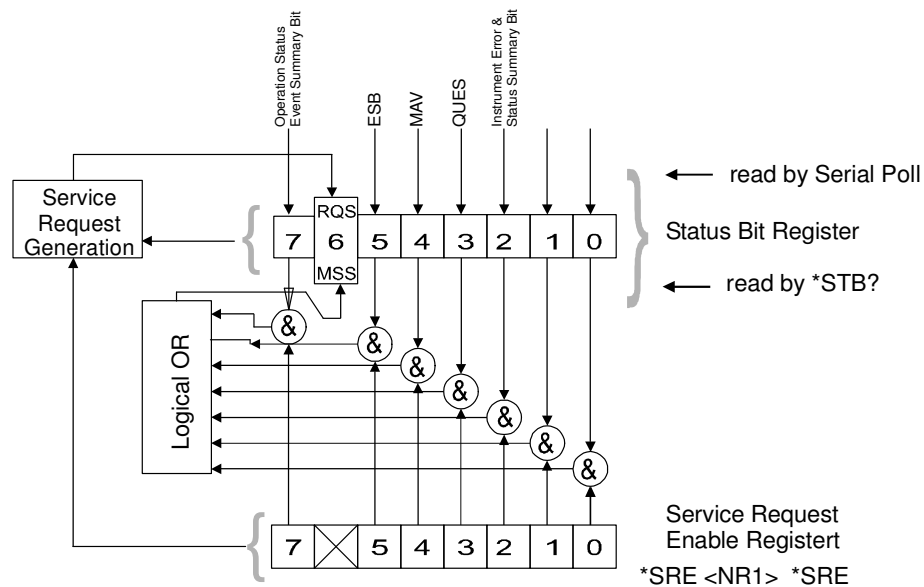 Operation Status
Event Summary Bit
ESB
MAV
QUES
Instrument Error &
Status Summary Bit
read by Serial Poll
Service
Request
Generation
RQS
7 6 5 4 3 2 1 0
MSS
Status Bit Register
read by *STB?
&
&
&
&
&
&
&
Logical OR
7 5 4 3 2 1 0
Service Request
Enable Registert
*SRE <NR1> *SRE